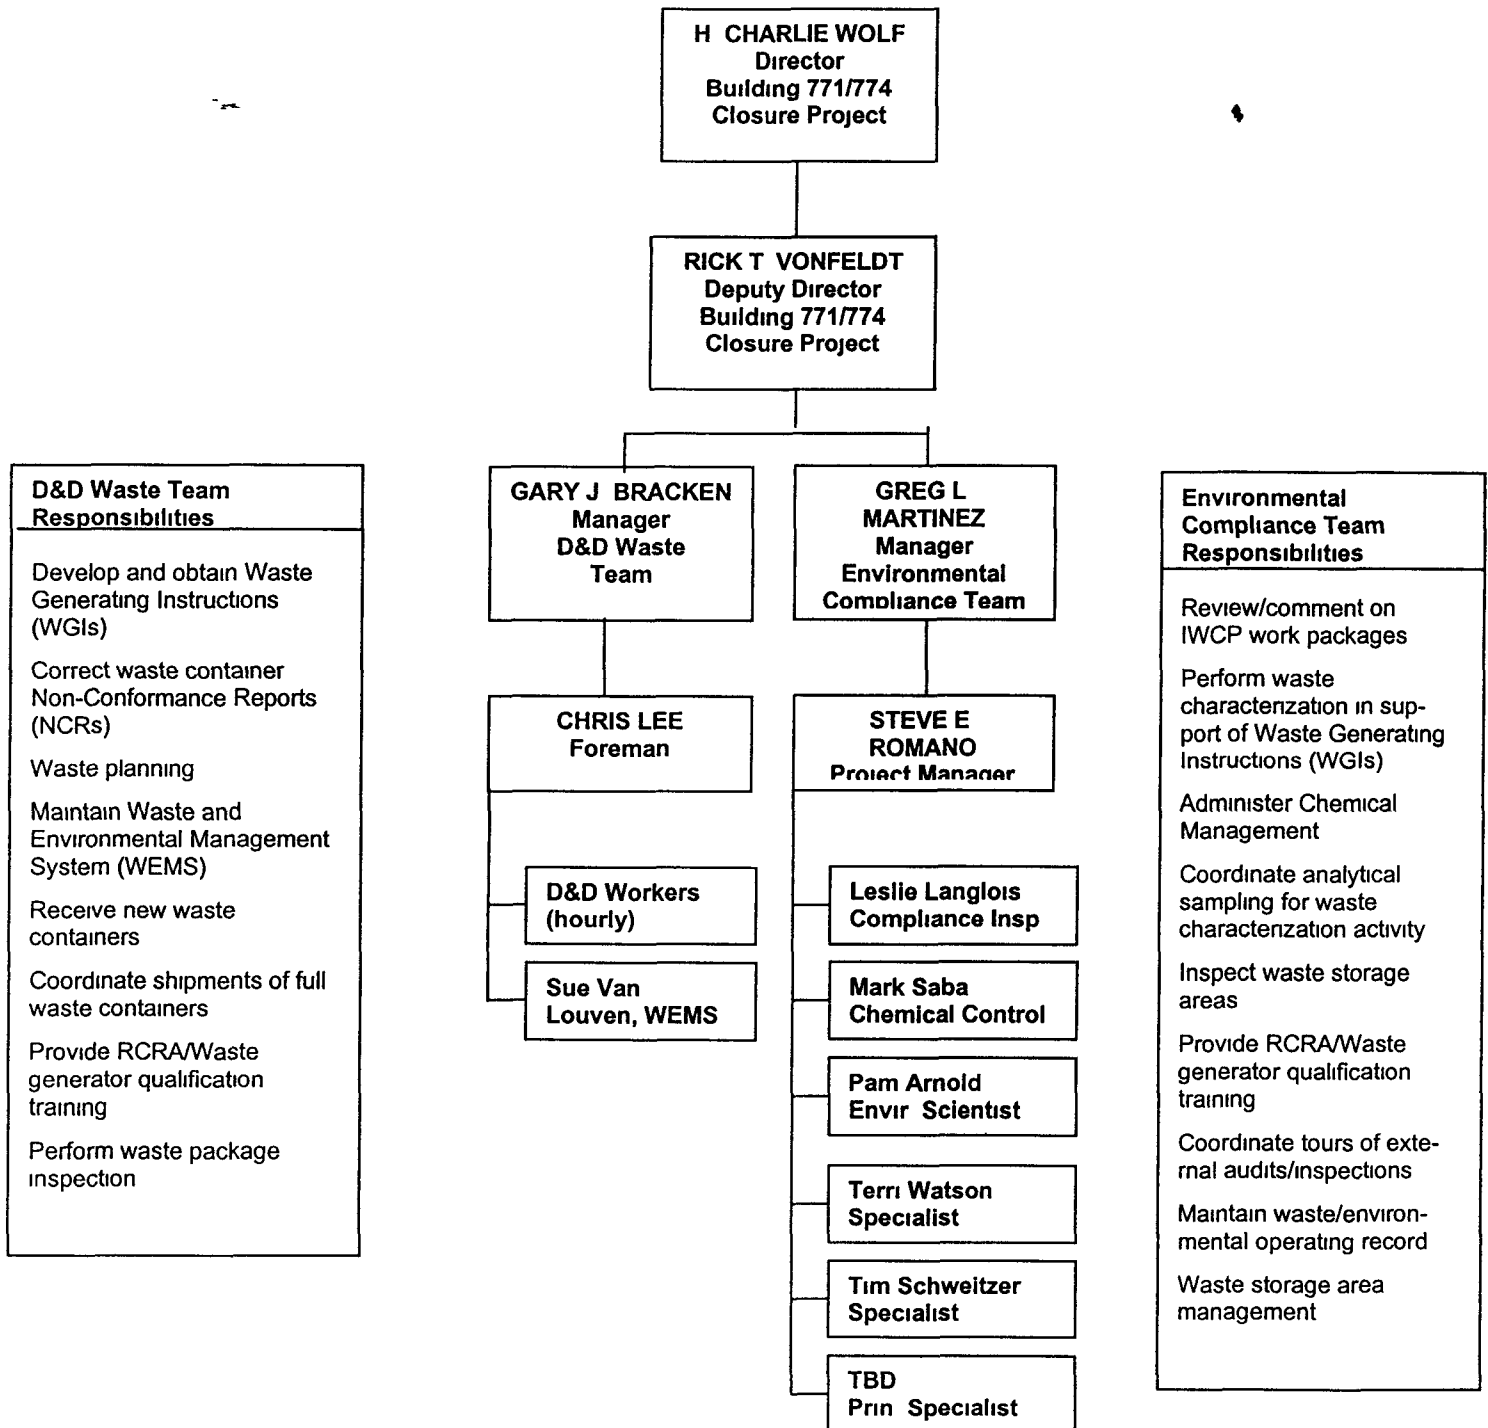 H CHARLIE WOLF
Director
Building 771/774
Closure Project
RICK T VONFELDT
Deputy Director
Building 771/774
Closure Project
D&D Waste Team
Responsibilities
Develop and obtain Waste
Generating Instructions
(WGIs)
Correct waste container
Non-Conformance Reports
(NCRs)
Waste planning
Maintain Waste and
Environmental Management
System (WEMS)
Receive new waste
containers
Coordinate shipments of full
waste containers
Provide RCRA/Waste
generator qualification
training
Perform waste package
inspection
GARY J BRACKEN
Manager
D&D Waste
Team
CHRIS LEE
Foreman
D&D Workers
(hourly)
Sue Van
Louven, WEMS
GREG L
MARTINEZ
Manager
Environmental
Compliance Team
STEVE E
ROMANO
Project Manager
Leslie Langlois
Compliance Insp
Mark Saba
Chemical Control
Pam Arnold
Envir Scientist
Terri Watson
Specialist
Tim Schweitzer
Specialist
TBD
Prin Specialist
Environmental
Compliance Team
Responsibilities
Review/comment on
IWCP work packages
Perform waste
characterization in sup-
port of Waste Generating
Instructions (WGIs)
Administer Chemical
Management
Coordinate analytical
sampling for waste
characterization activity
Inspect waste storage
areas
Provide RCRA/Waste
generator qualification
training
Coordinate tours of exte-
rnal audits/inspections
Maintain waste/environ-
mental operating record
Waste storage area
management